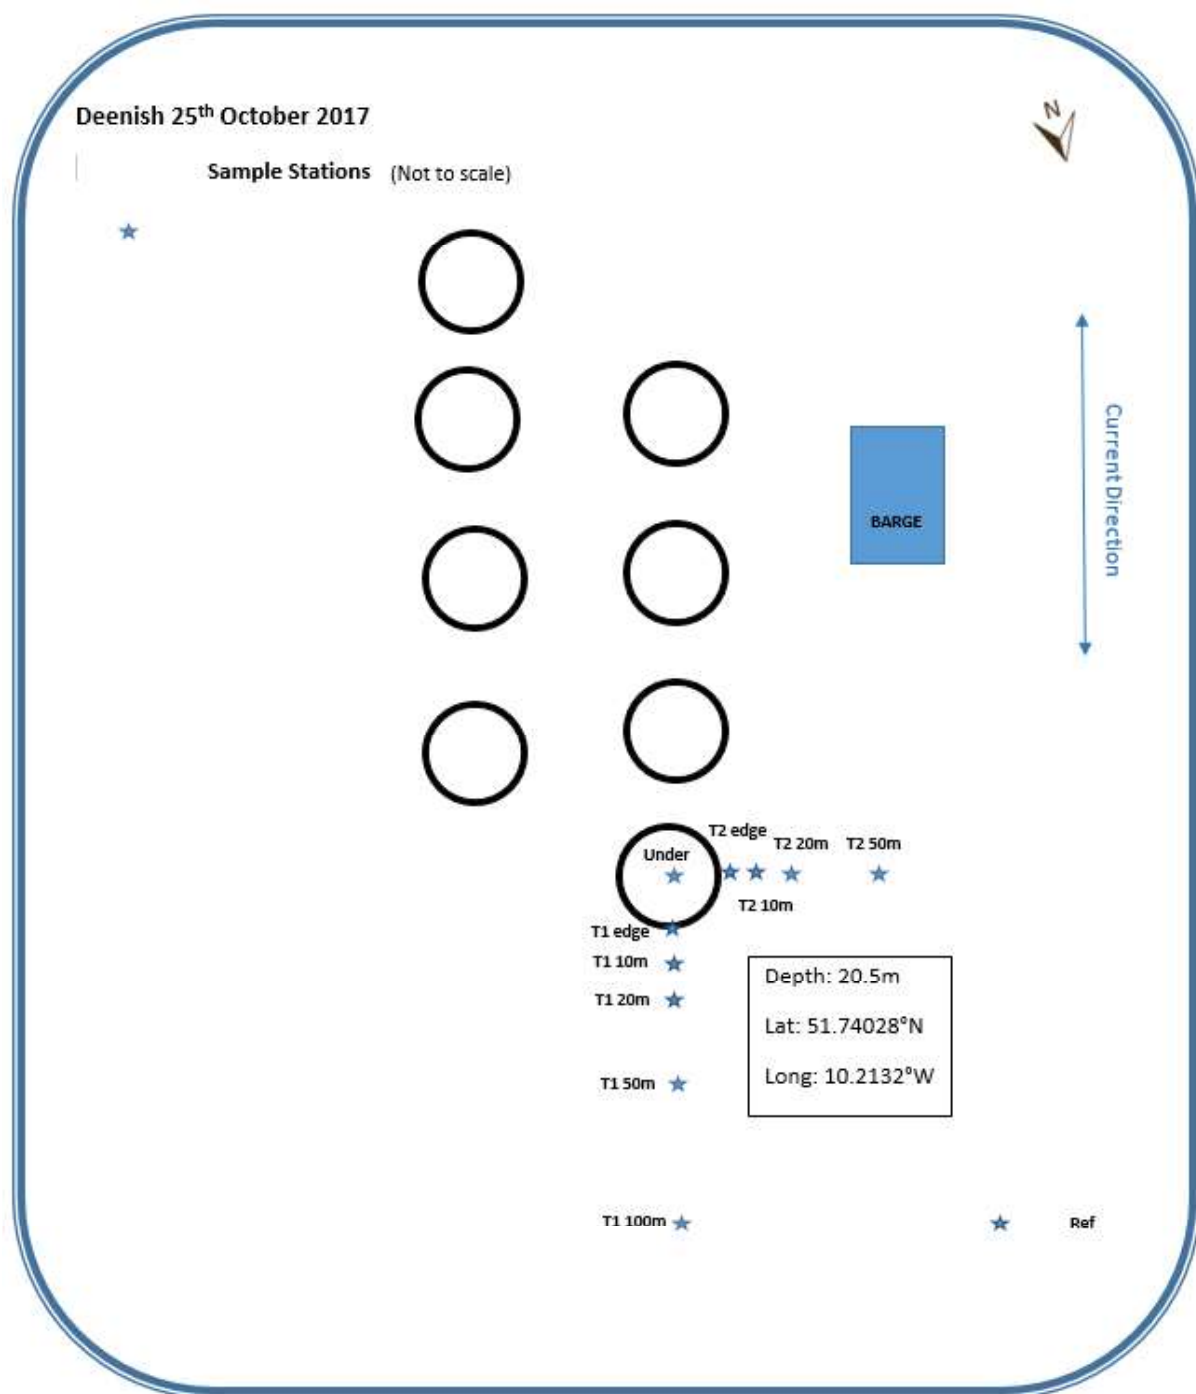 Deenish 25th October 2017
N
Sample Stations (Not to scale)
Current Direction
BARGE
T2 edge
T2 20m
T2 50m
Under
T2 10m
T1 edge
T1 10m
T1 20m
Depth: 20.5m
Lat: 51.74028°N
Long: 10.2132°W
T1 50m
T1 100m
Ref